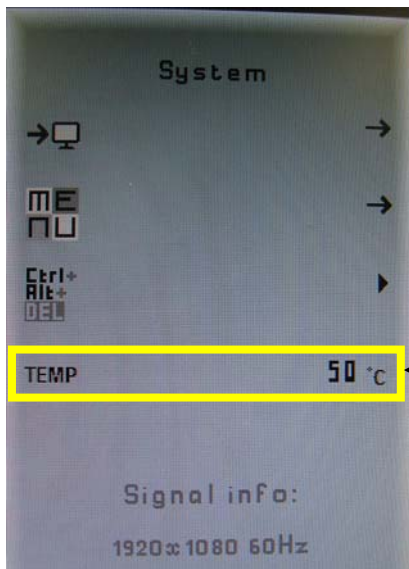 System
ME
NU
Ctrl+
Alt+
DEL
TEMP 50 °C
Signal info:
1920x1080 60Hz